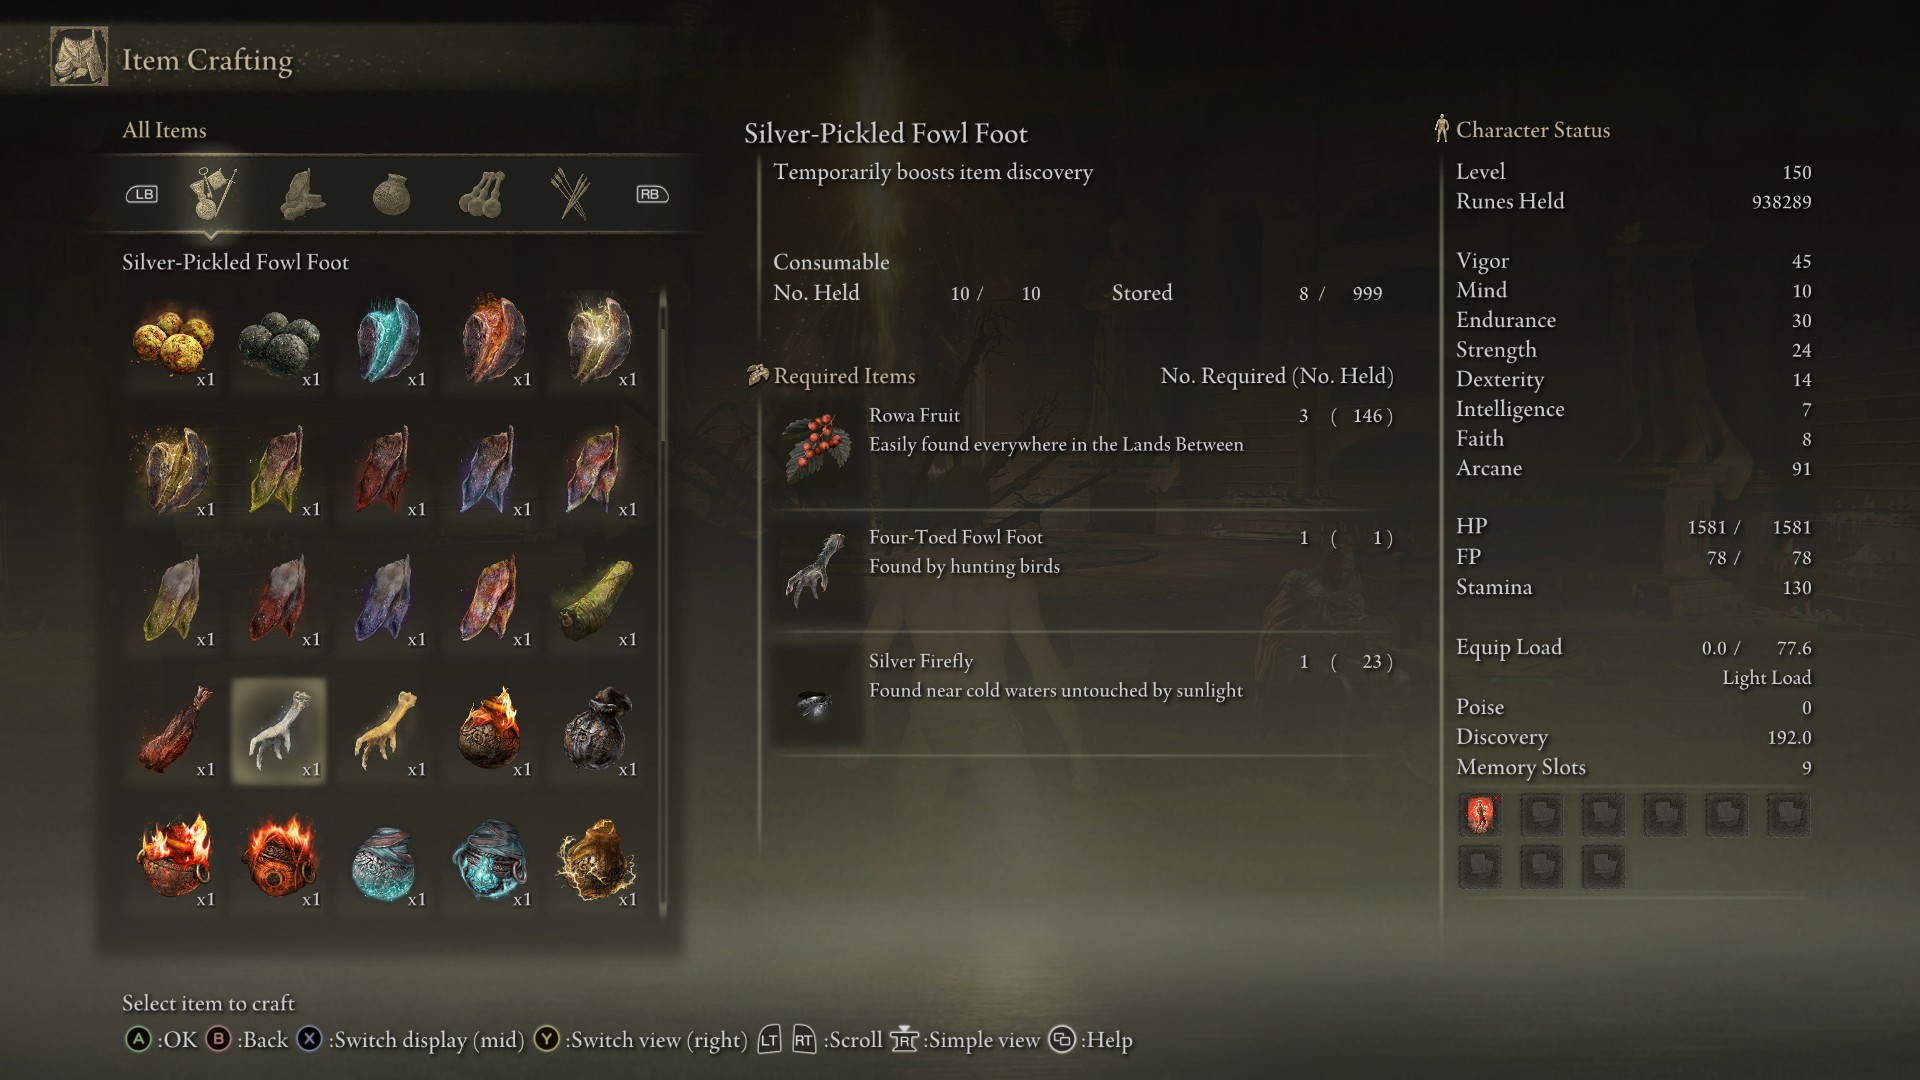 Item Crafting
All Items
LB
RB
Silver-Pickled Fowl Foot
x1 x1 x1 x1 x1
x1 x1 x1 x1 x1
x1 x1 x1 x1 x1
x1 x1 x1 x1 x1
x1 x1 x1 x1 x1
Silver-Pickled Fowl Foot
Temporarily boosts item discovery
Consumable
No. Held 10 / 10 Stored 8 / 999
Required Items No. Required (No. Held)
Rowa Fruit 3 ( 146 )
Easily found everywhere in the Lands Between
Four-Toed Fowl Foot 1 ( 1 )
Found by hunting birds
Silver Firefly 1 ( 23 )
Found near cold waters untouched by sunlight
Character Status
Level 150
Runes Held 938289
Vigor 45
Mind 10
Endurance 30
Strength 24
Dexterity 14
Intelligence 7
Faith 8
Arcane 91
HP 1581 / 1581
FP 78 / 78
Stamina 130
Equip Load 0.0 / 77.6
Light Load
Poise 0
Discovery 192.0
Memory Slots 9
Select item to craft
A :OK B :Back X :Switch display (mid) Y :Switch view (right) LT RT :Scroll R :Simple view :Help